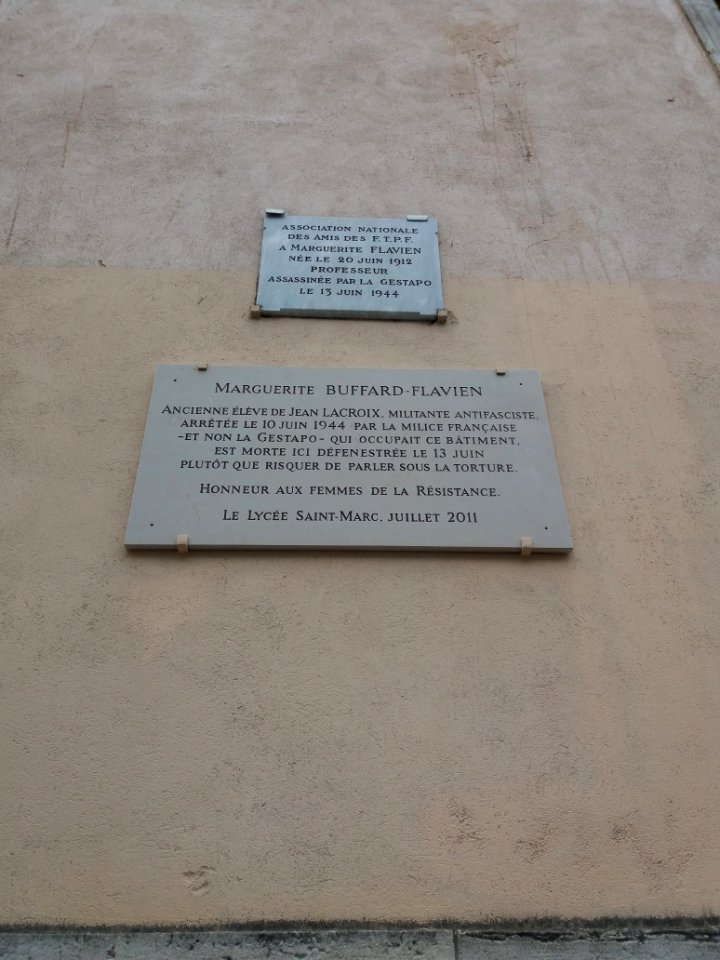 ASSOCIATION NATIONALE
DES AMIS DES F.T.P.F.
A MARGUERITE FLAVIEN
NÉE LE 20 JUIN 1912
PROFESSEUR
ASSASSINÉE PAR LA GESTAPO
LE 13 JUIN 1944
MARGUERITE BUFFARD-FLAVIEN
ANCIENNE ÉLÈVE DE JEAN LACROIX, MILITANTE ANTIFASCISTE,
ARRÊTÉE LE 10 JUIN 1944 PAR LA MILICE FRANÇAISE
-ET NON LA GESTAPO- QUI OCCUPAIT CE BÂTIMENT,
EST MORTE ICI DÉFENESTRÉE LE 13 JUIN
PLUTÔT QUE RISQUER DE PARLER SOUS LA TORTURE.
HONNEUR AUX FEMMES DE LA RÉSISTANCE.
LE LYCÉE SAINT-MARC, JUILLET 2011